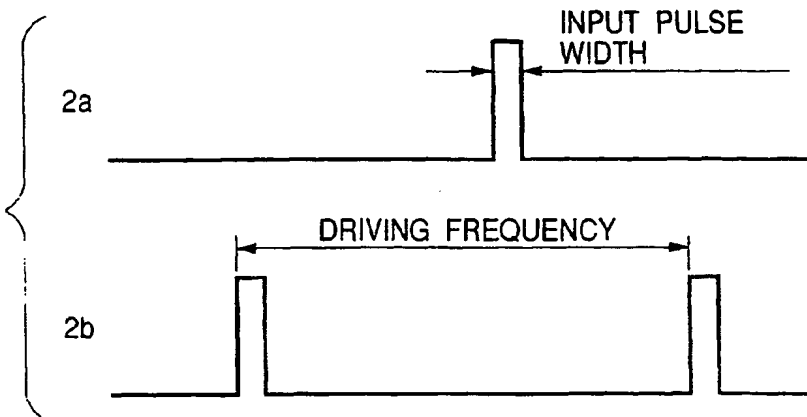 INPUT PULSE
WIDTH
2a
DRIVING FREQUENCY
2b